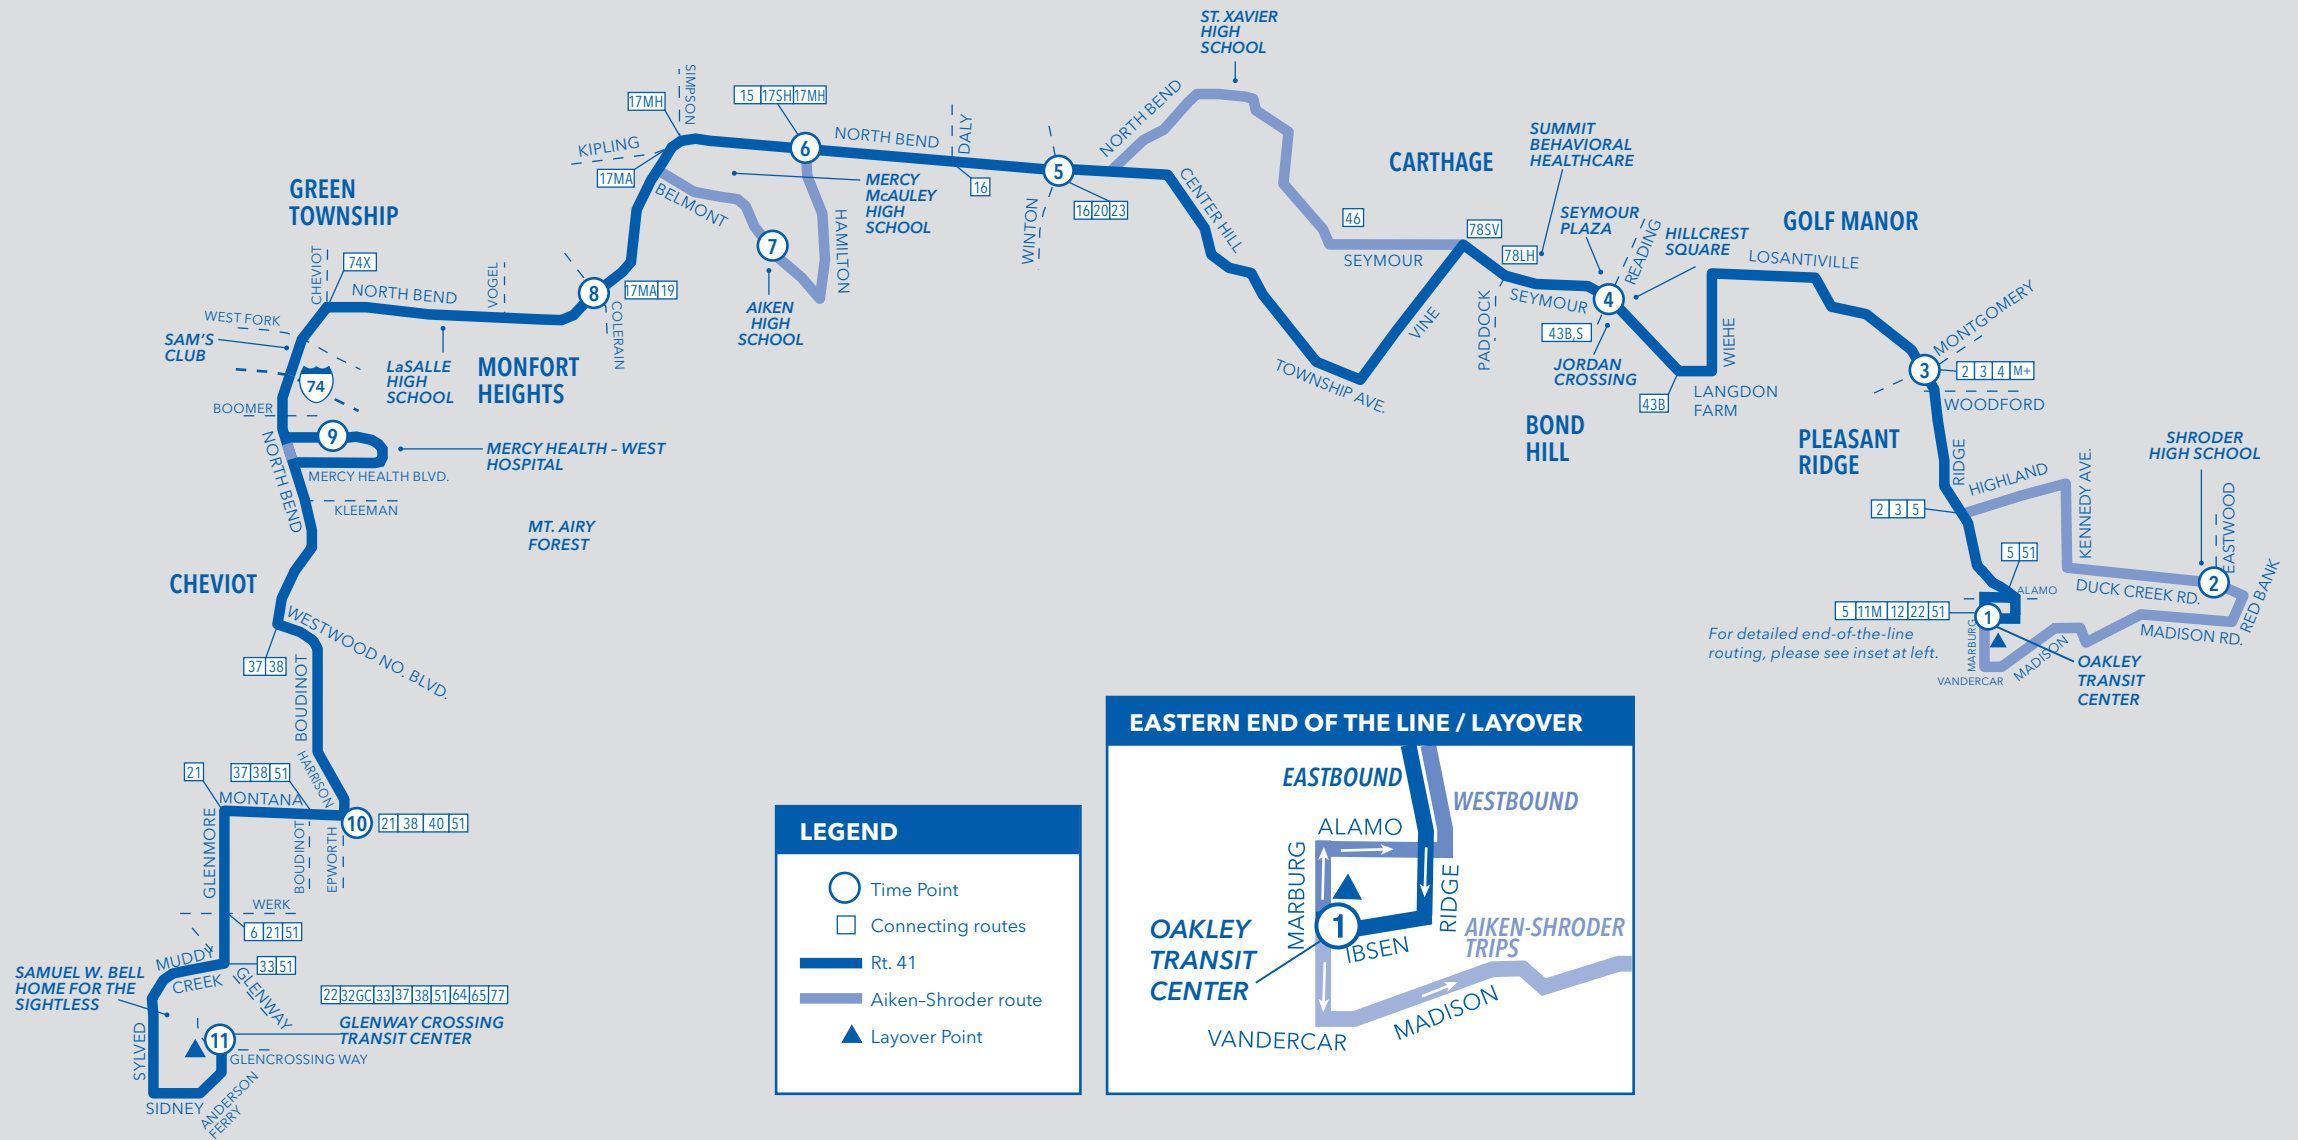 ST. XAVIER
HIGH
SCHOOL
SIMPSON
17MH
15 17SH 17MH
KIPLING
17MA
6
NORTH BEND
DALY
16
5
16 20 23
WINTON
NORTH BEND
BELMONT
7
HAMILTON
MERCY
McAULEY
HIGH
SCHOOL
AIKEN
HIGH
SCHOOL
CENTER HILL
TOWNSHIP AVE.
VINE
CARTHAGE
46
SEYMOUR
78SV
78LH
SUMMIT
BEHAVIORAL
HEALTHCARE
SEYMOUR
PLAZA
READING
HILLCREST
SQUARE
PADDOCK
SEYMOUR
4
43B,S
JORDAN
CROSSING
43B
LANGDON
FARM
WIEHE
BOND
HILL
GOLF MANOR
LOSANTIVILLE
MONTGOMERY
3
2 3 4 M+
WOODFORD
PLEASANT
RIDGE
RIDGE
HIGHLAND
KENNEDY AVE.
2 3 5
SHRODER
HIGH SCHOOL
EASTWOOD
2
DUCK CREEK RD.
RED BANK
MADISON RD.
5 51
ALAMO
5 11M 12 22 51
1
For detailed end-of-the-line
routing, please see inset at left.
MARBURG
VANDERCAR
MADISON
OAKLEY
TRANSIT
CENTER
GREEN
TOWNSHIP
CHEVIOT
74X
NORTH BEND
VOGEL
8
17MA 19
COLERAIN
WEST FORK
SAM'S
CLUB
LaSALLE
HIGH
SCHOOL
MONFORT
HEIGHTS
74
BOOMER
9
MERCY HEALTH – WEST
HOSPITAL
MERCY HEALTH BLVD.
NORTH BEND
KLEEMAN
MT. AIRY
FOREST
CHEVIOT
WESTWOOD NO. BLVD.
37 38
BOUDINOT
HARRISON
21
37 38 51
MONTANA
10
21 38 40 51
GLENMORE
BOUDINOT
EPWORTH
WERK
6 21 51
MUDDY
CREEK
33 51
GLENWAY
SAMUEL W. BELL
HOME FOR THE
SIGHTLESS
22 32GC 33 37 38 51 64 65 77
GLENWAY CROSSING
TRANSIT CENTER
11
GLENCROSSING WAY
SYLVED
SIDNEY
ANDERSON
FERRY
LEGEND
Time Point
Connecting routes
Rt. 41
Aiken–Shroder route
Layover Point
EASTERN END OF THE LINE / LAYOVER
EASTBOUND
WESTBOUND
ALAMO
MARBURG
RIDGE
1
IBSEN
OAKLEY
TRANSIT
CENTER
AIKEN-SHRODER
TRIPS
MADISON
VANDERCAR